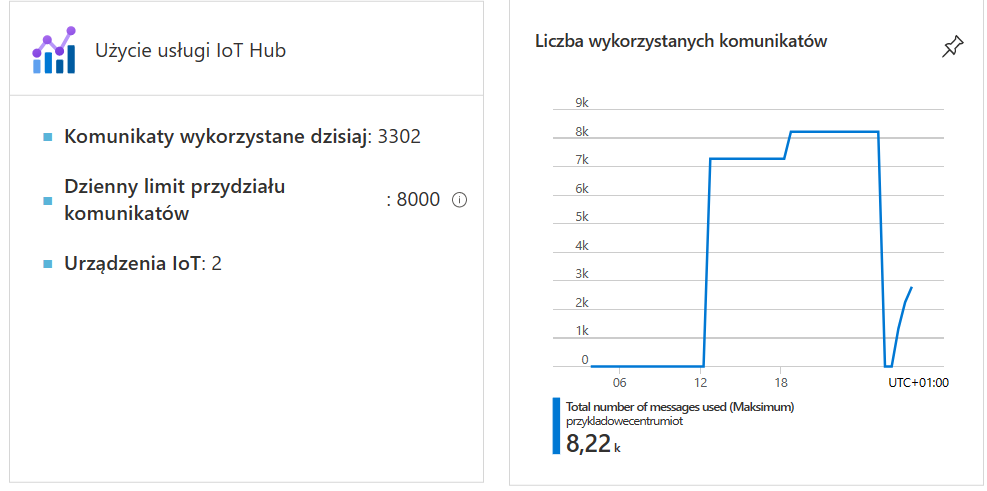 Użycie usługi IoT Hub
Komunikaty wykorzystane dzisiaj: 3302
Dzienny limit przydziału
komunikatów
: 8000
Urządzenia IoT: 2
Liczba wykorzystanych komunikatów
9k
8k
7k
6k
5k
4k
3k
2k
1k
0
06 12 18 UTC+01:00
Total number of messages used (Maksimum)
przykladowecentrumiot
8,22 k